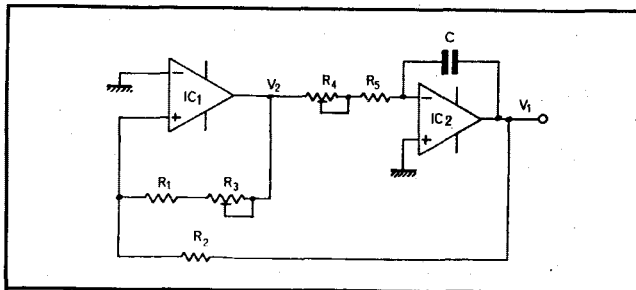 C
V₂
R₄
R₅
V₁
−
IC₁
+
−
IC₂
+
R₁
R₃
R₂